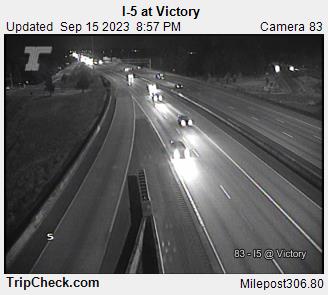 I-5 at Victory
Updated Sep 15 2023 8:57 PM Camera 83
T
S
83 - I5 @ Victory
TripCheck.com Milepost306.80